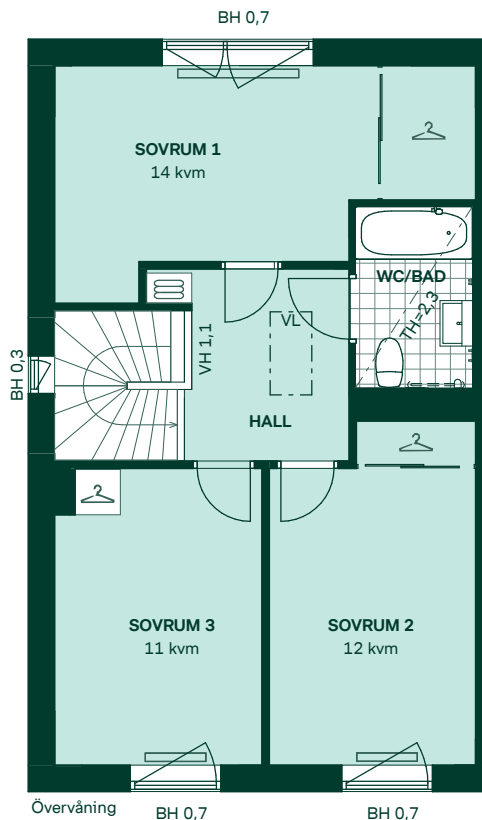 BH 0,7
SOVRUM 1
14 kvm
WC/BAD
TH=2,3
VL
VH 1,1
BH 0,3
HALL
SOVRUM 3
11 kvm
SOVRUM 2
12 kvm
Övervåning
BH 0,7
BH 0,7